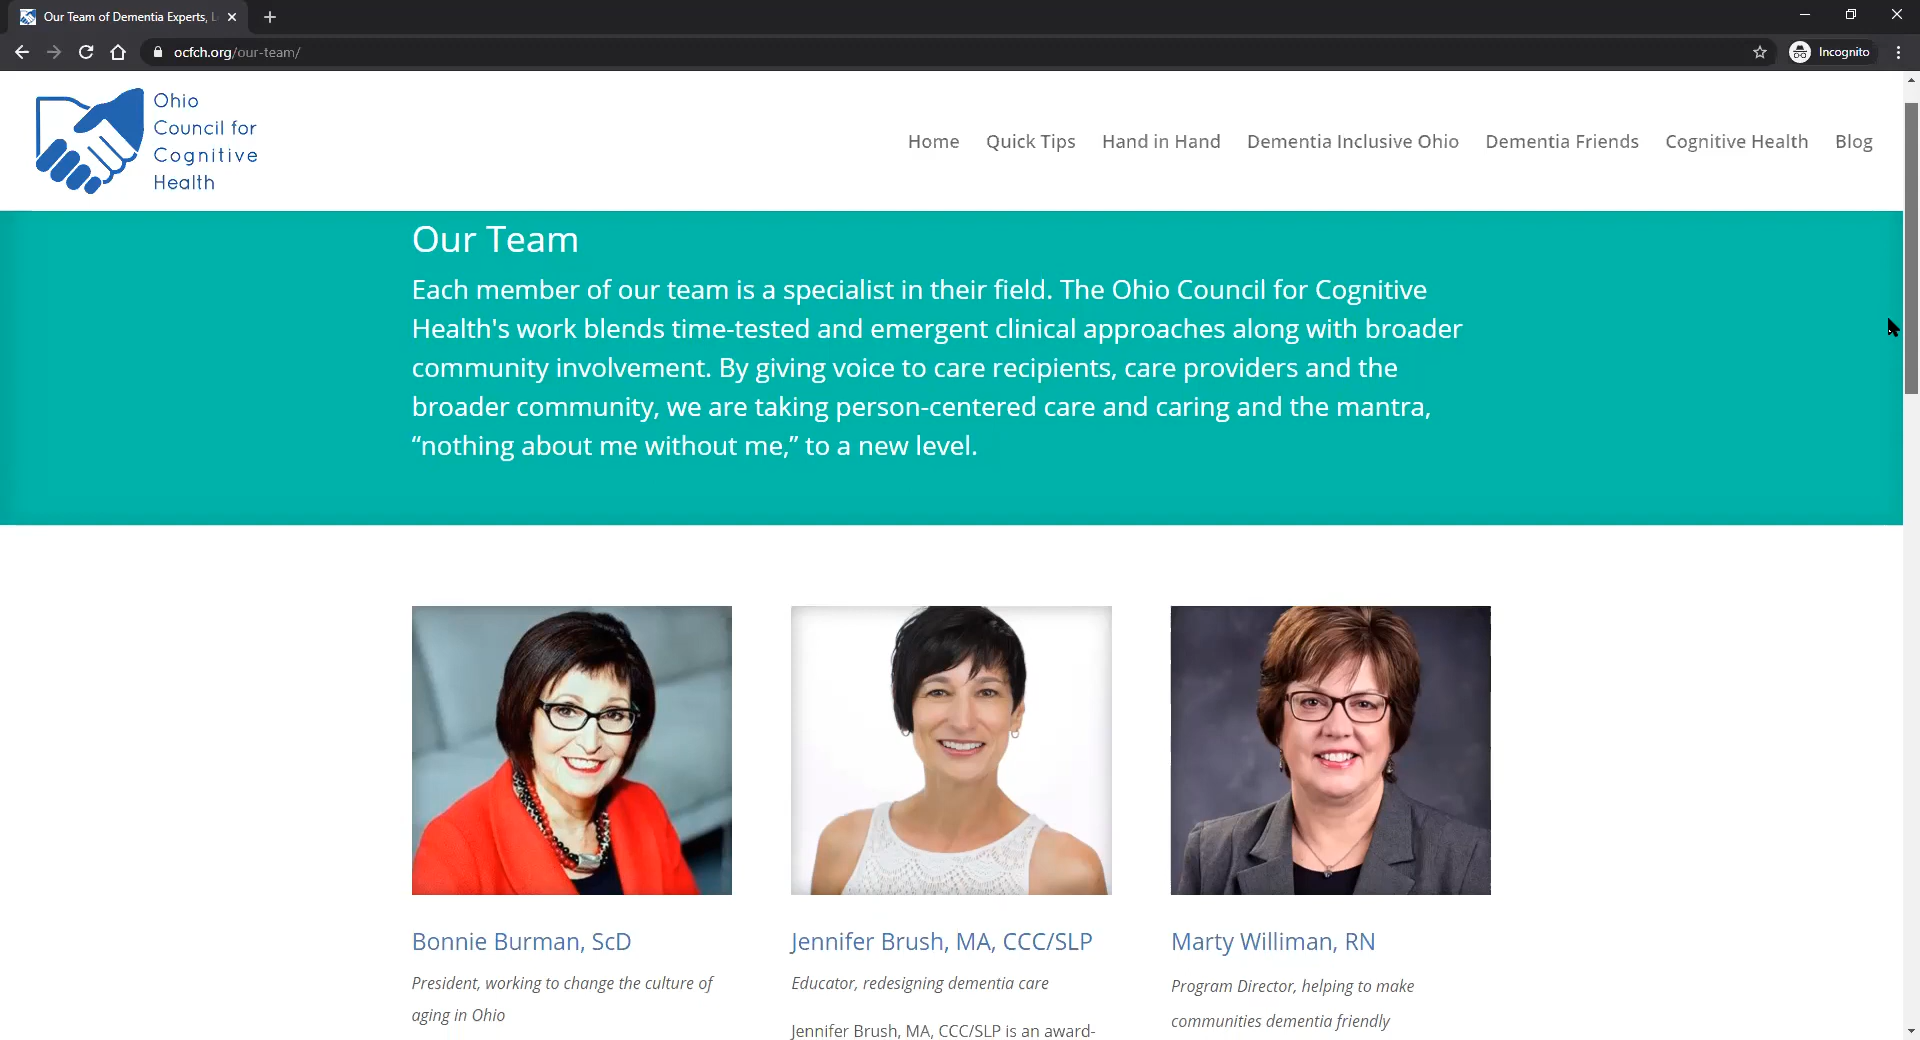 Our Team of Dementia Experts, L
ocfch.org/our-team/
Incognito
Ohio
Council for
Cognitive
Health
Home Quick Tips Hand in Hand Dementia Inclusive Ohio Dementia Friends Cognitive Health Blog
Our Team
Each member of our team is a specialist in their field. The Ohio Council for Cognitive
Health's work blends time-tested and emergent clinical approaches along with broader
community involvement. By giving voice to care recipients, care providers and the
broader community, we are taking person-centered care and caring and the mantra,
“nothing about me without me,” to a new level.
Bonnie Burman, ScD
President, working to change the culture of
aging in Ohio
Jennifer Brush, MA, CCC/SLP
Educator, redesigning dementia care
Jennifer Brush, MA, CCC/SLP is an award-
Marty Williman, RN
Program Director, helping to make
communities dementia friendly